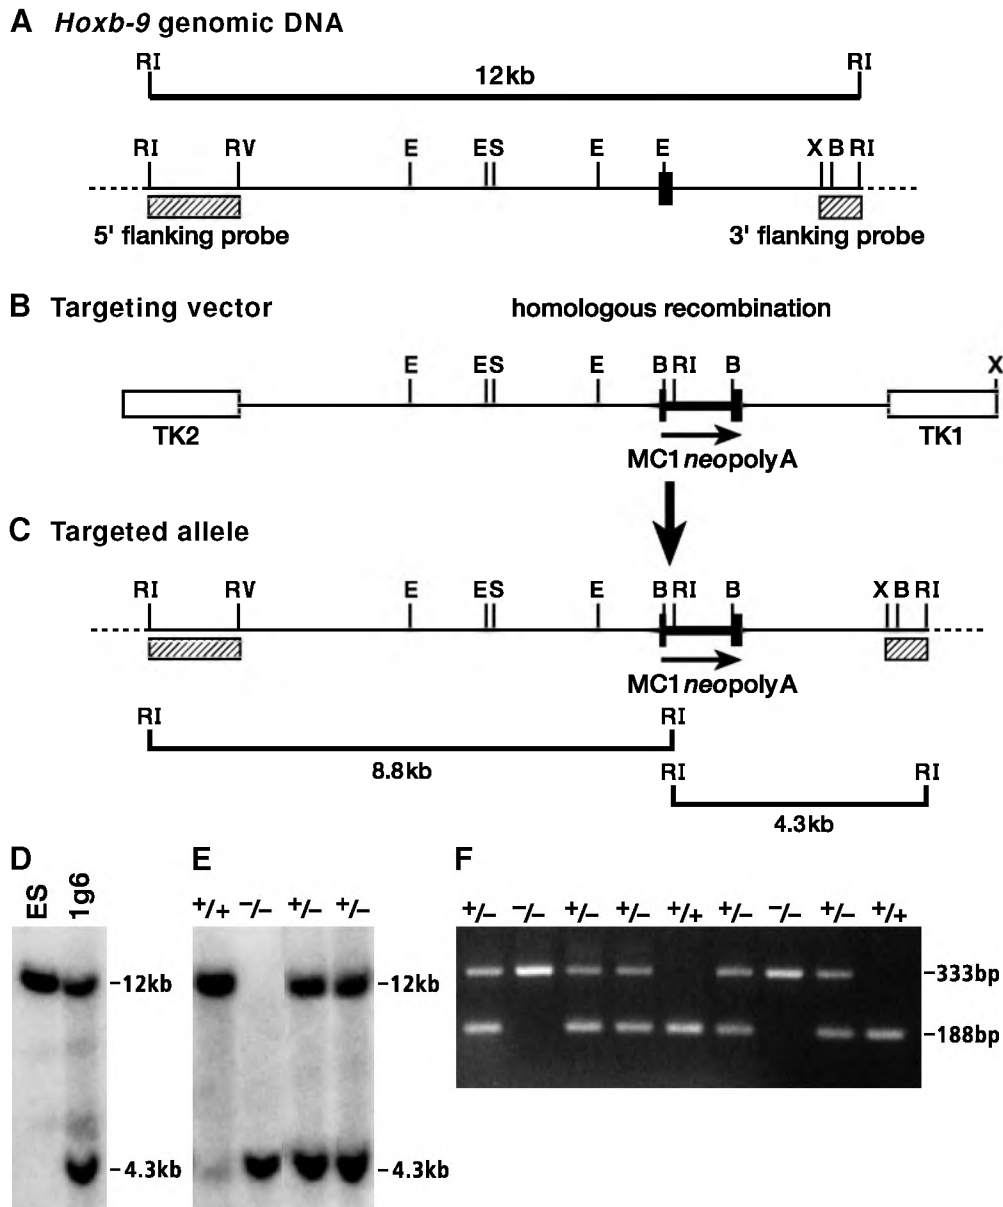 A Hoxb-9 genomic DNA
RI RI
12kb
RI RV E ES E E X B RI
5' flanking probe 3' flanking probe
B Targeting vector homologous recombination
E ES E B RI B X
TK2 TK1
MC1neopolyA
C Targeted allele
RI RV E ES E B RI B X B RI
MC1neopolyA
RI RI
8.8kb
RI RI
4.3kb
D
ES 1g6
-12kb
-4.3kb
E
+/+ -/- +/- +/-
-12kb
-4.3kb
F
+/- -/- +/- +/- +/+ +/- -/- +/- +/+
-333bp
-188bp